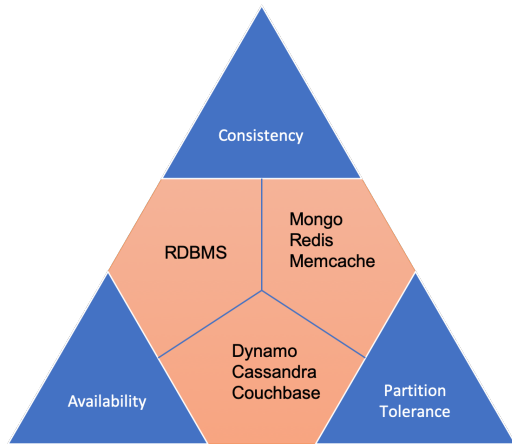 Consistency
RDBMS
Mongo
Redis
Memcache
Dynamo
Cassandra
Couchbase
Availability
Partition
Tolerance